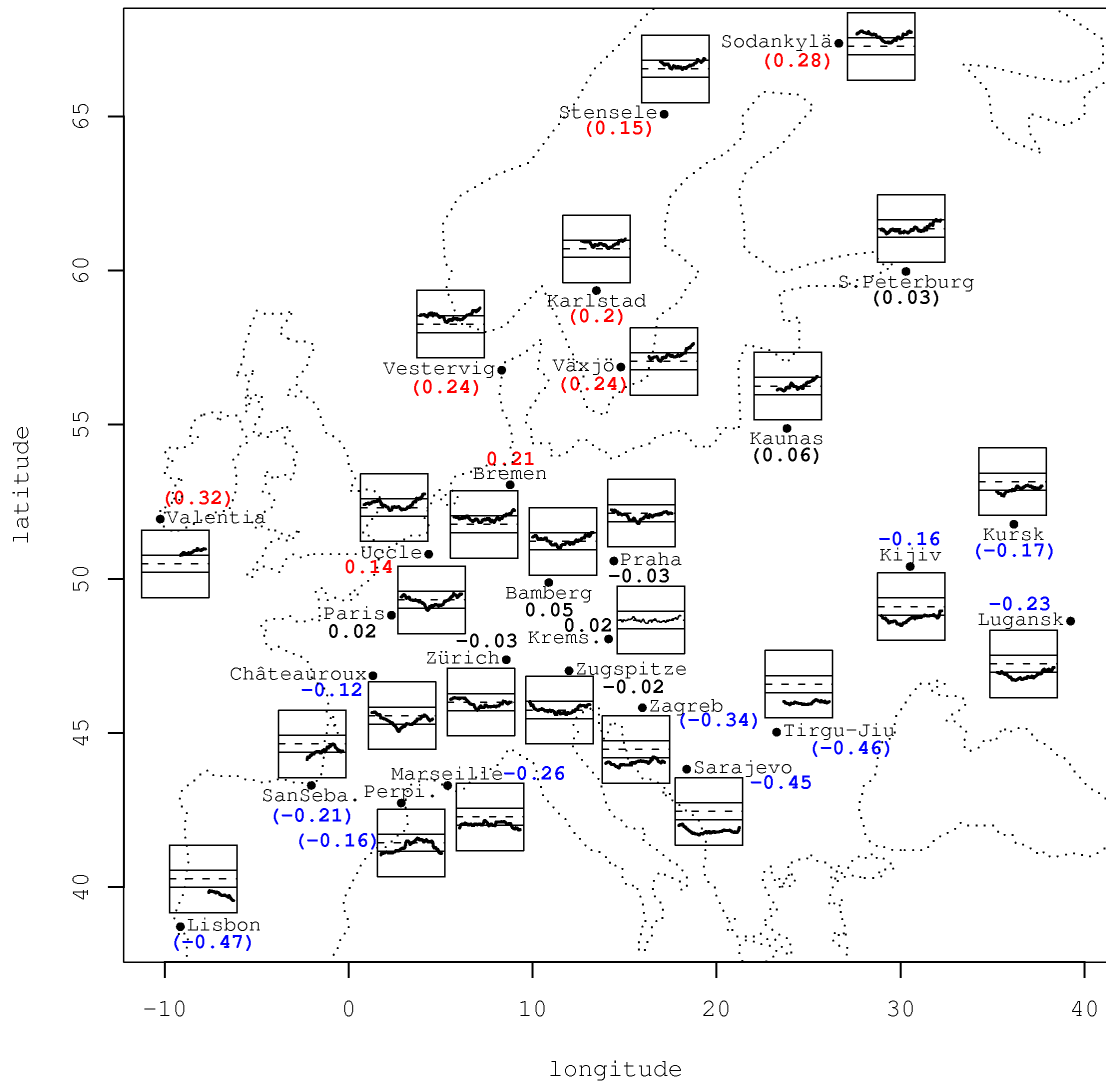 Sodankylä
(0.28)
Stensele
(0.15)
65
S.Peterburg
(0.03)
60
Karlstad
(0.2)
Vestervig
(0.24)
Växjö
(0.24)
Kaunas
(0.06)
55
0.21
Bremen
(0.32)
Valentia
Uccle
0.14
Praha
-0.03
Kursk
(-0.17)
-0.16
Kijiv
50
Bamberg
0.05
0.02
Krems.
Paris
0.02
-0.23
Lugansk
-0.03
Zürich
Zugspitze
-0.02
Châteauroux
-0.12
Zagreb
(-0.34)
Tirgu-Jiu
(-0.46)
45
Sarajevo
-0.45
Marseille
-0.26
SanSeba.
(-0.21)
Perpi.
(-0.16)
40
Lisbon
(-0.47)
latitude
-10
0
10
20
30
40
longitude